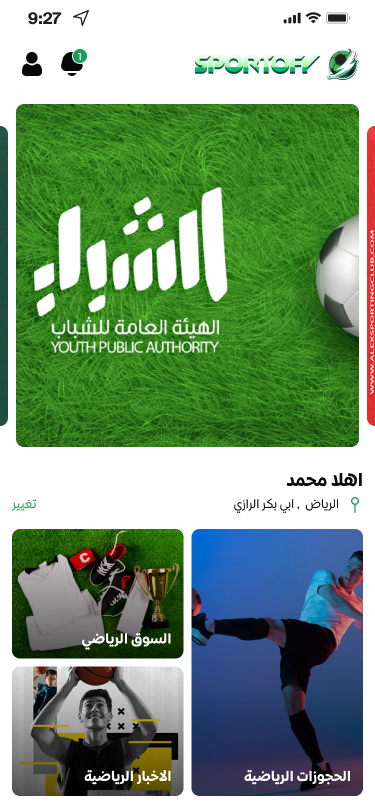 9:27
1
SPORTOFY
الشباب
الهيئة العامة للشباب
YOUTH PUBLIC AUTHORITY
WWW.ALEXSPORTINGCLUB.COM
اهلا محمد
الرياض , ابي بكر الرازي
تغيير
C
السوق الرياضي
الحجوزات الرياضية
الاخبار الرياضية